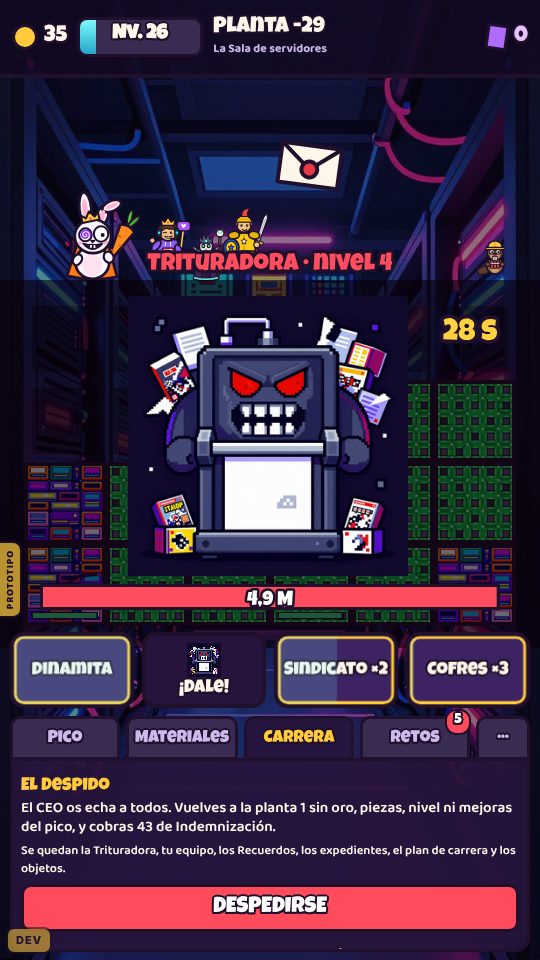 35
NV. 26
PLANTA -29
La Sala de servidores
0
TRITURADORA · NIVEL 4
28 S
PROTOTIPO
4,9 M
DINAMITA
¡DALE!
SINDICATO ×2
COFRES ×3
PICO
MATERIALES
CARRERA
RETOS
5
...
EL DESPIDO
El CEO os echa a todos. Vuelves a la planta 1 sin oro, piezas, nivel ni mejoras
del pico, y cobras 43 de Indemnización.
Se quedan la Trituradora, tu equipo, los Recuerdos, los expedientes, el plan de carrera y los
objetos.
DESPEDIRSE
DEV